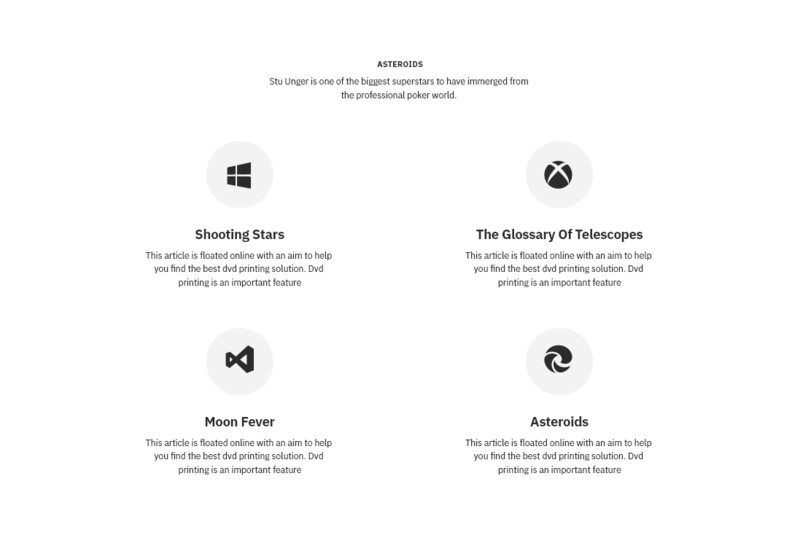 ASTEROIDS
Stu Unger is one of the biggest superstars to have immerged from
the professional poker world.
Shooting Stars
This article is floated online with an aim to help
you find the best dvd printing solution. Dvd
printing is an important feature
The Glossary Of Telescopes
This article is floated online with an aim to help
you find the best dvd printing solution. Dvd
printing is an important feature
Moon Fever
This article is floated online with an aim to help
you find the best dvd printing solution. Dvd
printing is an important feature
Asteroids
This article is floated online with an aim to help
you find the best dvd printing solution. Dvd
printing is an important feature